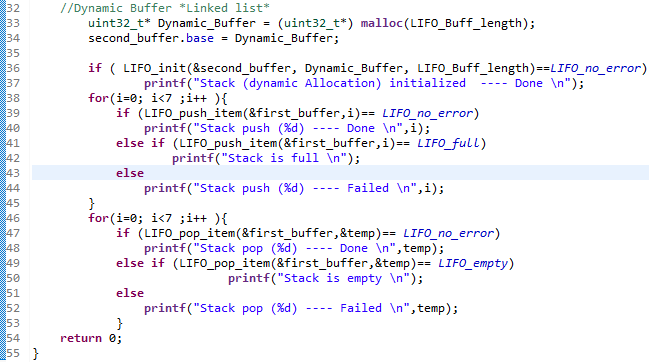 32 //Dynamic Buffer *Linked list*
33 uint32_t* Dynamic_Buffer = (uint32_t*) malloc(LIFO_Buff_length);
34 second_buffer.base = Dynamic_Buffer;
35
36 if ( LIFO_init(&second_buffer, Dynamic_Buffer, LIFO_Buff_length)==LIFO_no_error)
37 printf("Stack (dynamic Allocation) initialized ---- Done \n");
38 for(i=0; i<7 ;i++ ){
39 if (LIFO_push_item(&first_buffer,i)== LIFO_no_error)
40 printf("Stack push (%d) ---- Done \n",i);
41 else if (LIFO_push_item(&first_buffer,i)== LIFO_full)
42 printf("Stack is full \n");
43 else
44 printf("Stack push (%d) ---- Failed \n",i);
45 }
46 for(i=0; i<7 ;i++ ){
47 if (LIFO_pop_item(&first_buffer,&temp)== LIFO_no_error)
48 printf("Stack pop (%d) ---- Done \n",temp);
49 else if (LIFO_pop_item(&first_buffer,&temp)== LIFO_empty)
50 printf("Stack is empty \n");
51 else
52 printf("Stack pop (%d) ---- Failed \n",temp);
53 }
54 return 0;
55 }